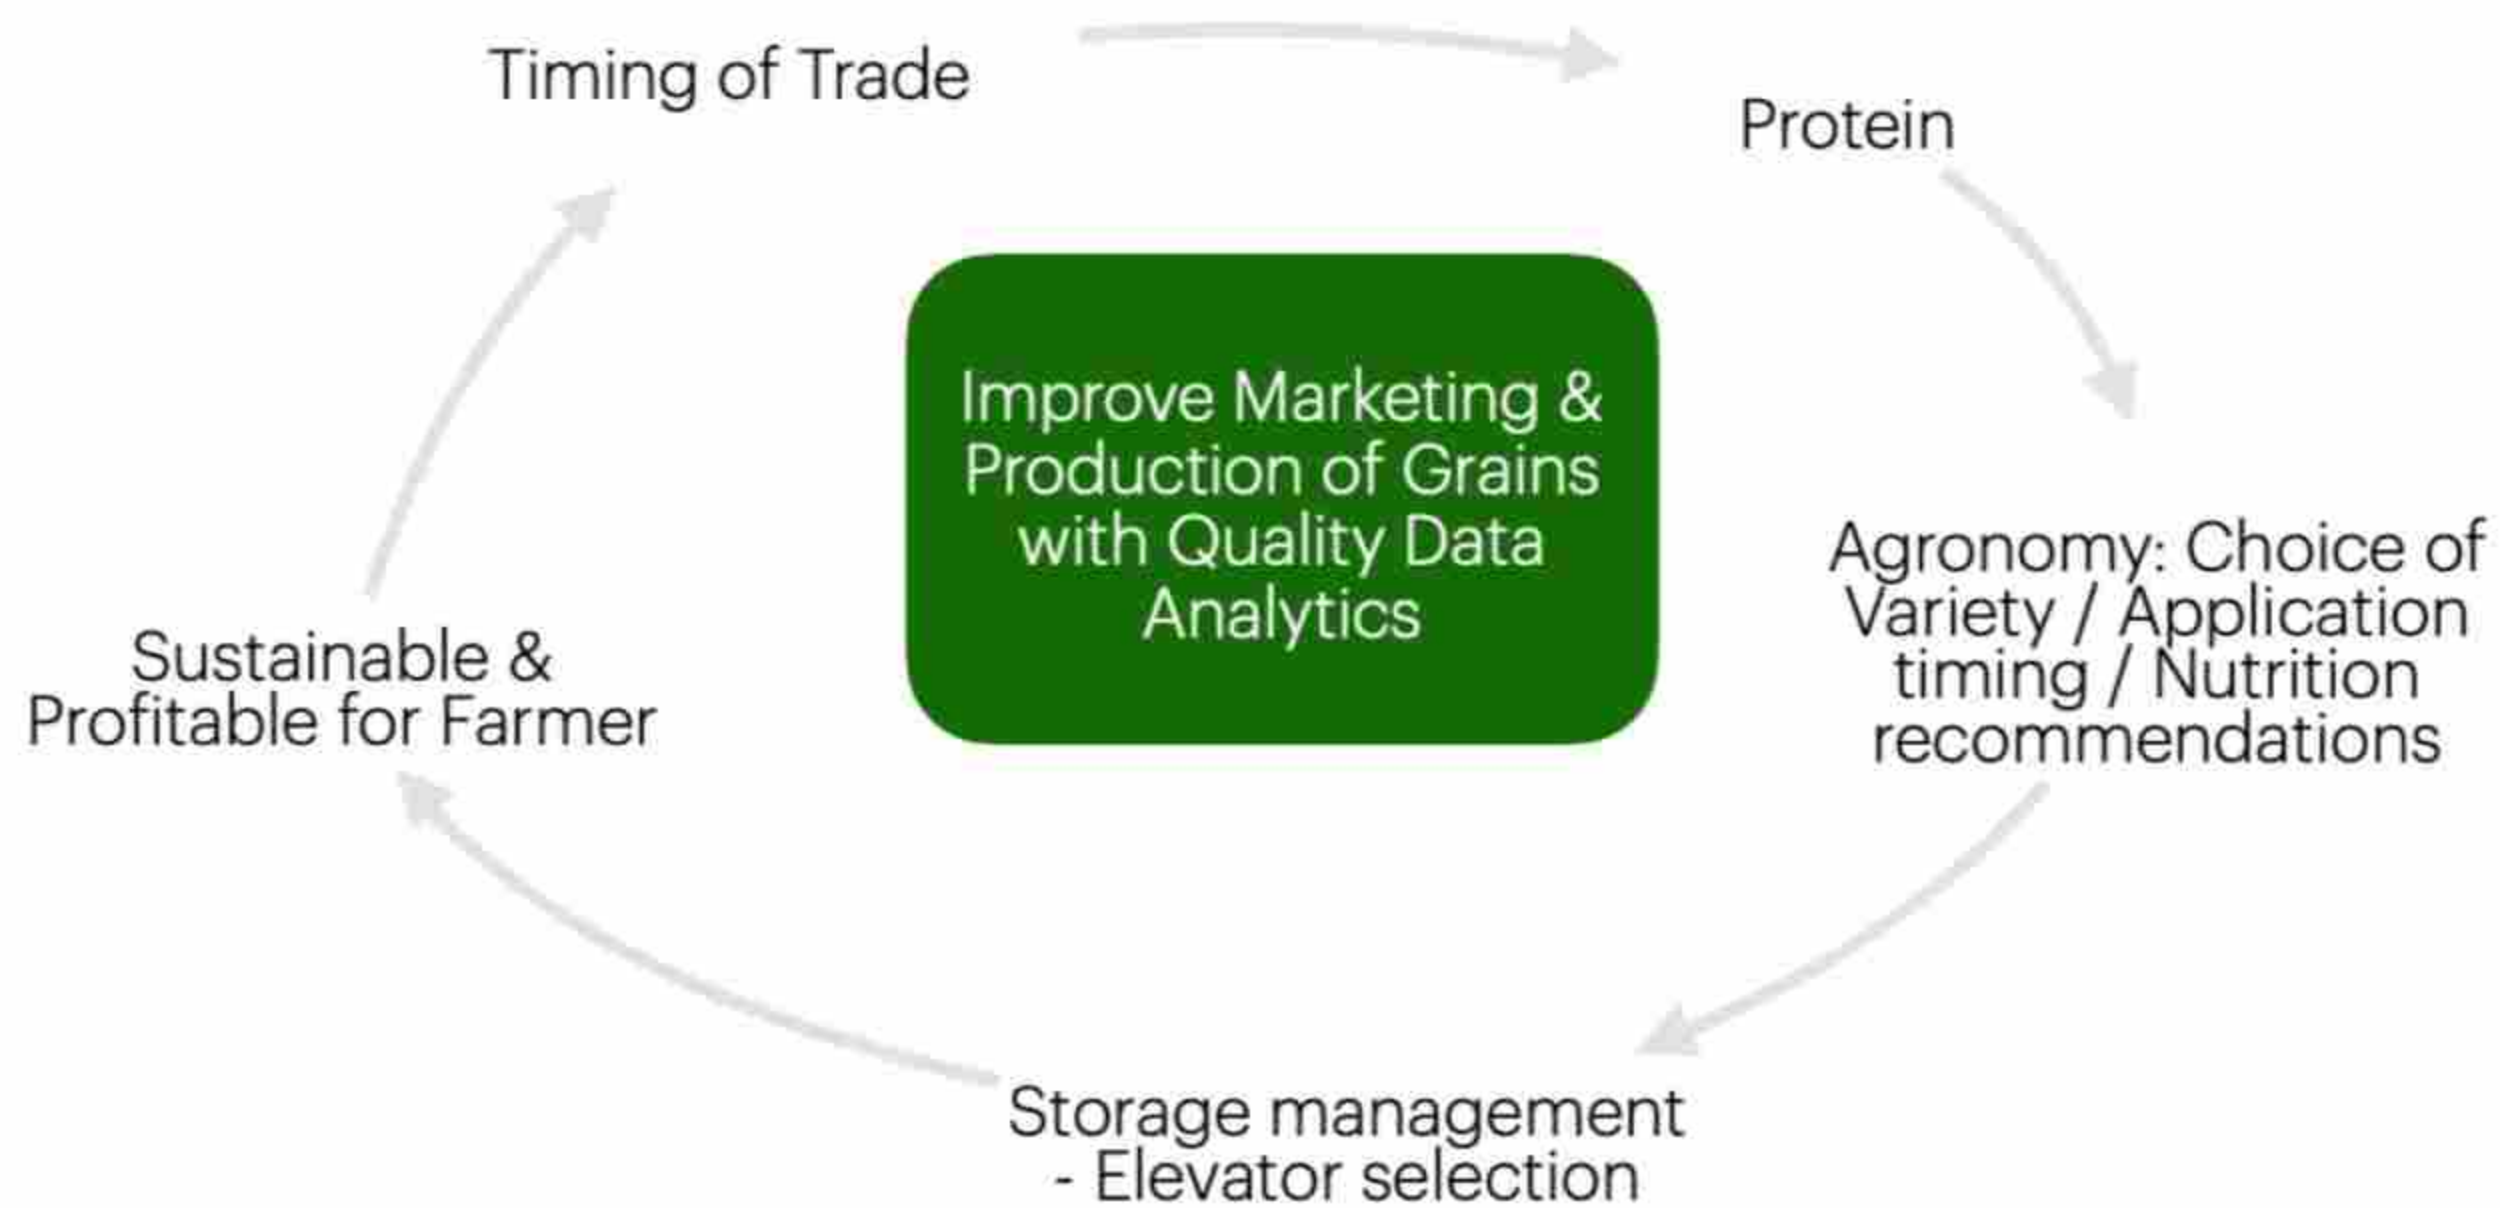 Timing of Trade
Protein
Improve Marketing &
Production of Grains
with Quality Data
Analytics
Agronomy: Choice of
Variety / Application
timing / Nutrition
recommendations
Sustainable &
Profitable for Farmer
Storage management
- Elevator selection